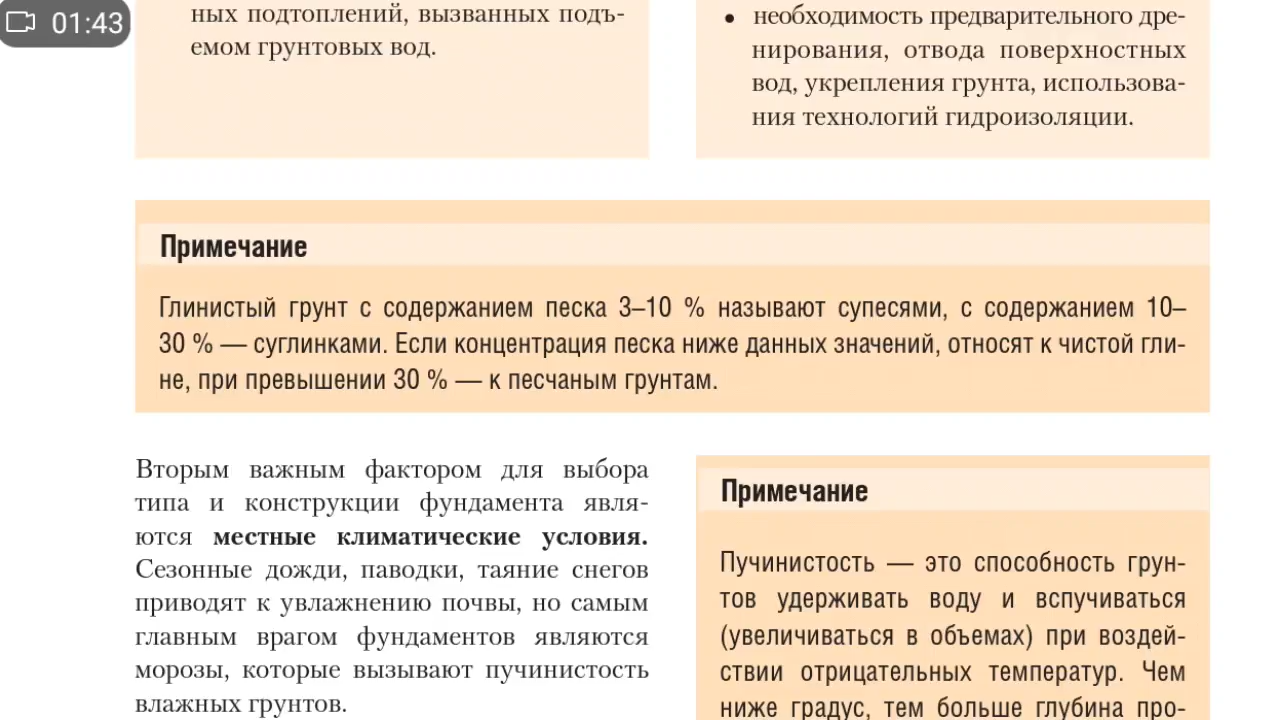 01:43
ных подтоплений, вызванных подъ-
емом грунтовых вод.
• необходимость предварительного дре-
нирования, отвода поверхностных
вод, укрепления грунта, использова-
ния технологий гидроизоляции.
Примечание
Глинистый грунт с содержанием песка 3–10 % называют супесями, с содержанием 10–
30 % — суглинками. Если концентрация песка ниже данных значений, относят к чистой гли-
не, при превышении 30 % — к песчаным грунтам.
Вторым важным фактором для выбора
типа и конструкции фундамента явля-
ются местные климатические условия.
Сезонные дожди, паводки, таяние снегов
приводят к увлажнению почвы, но самым
главным врагом фундаментов являются
морозы, которые вызывают пучинистость
влажных грунтов.
Примечание
Пучинистость — это способность грун-
тов удерживать воду и вспучиваться
(увеличиваться в объемах) при воздей-
ствии отрицательных температур. Чем
ниже градус, тем больше глубина про-